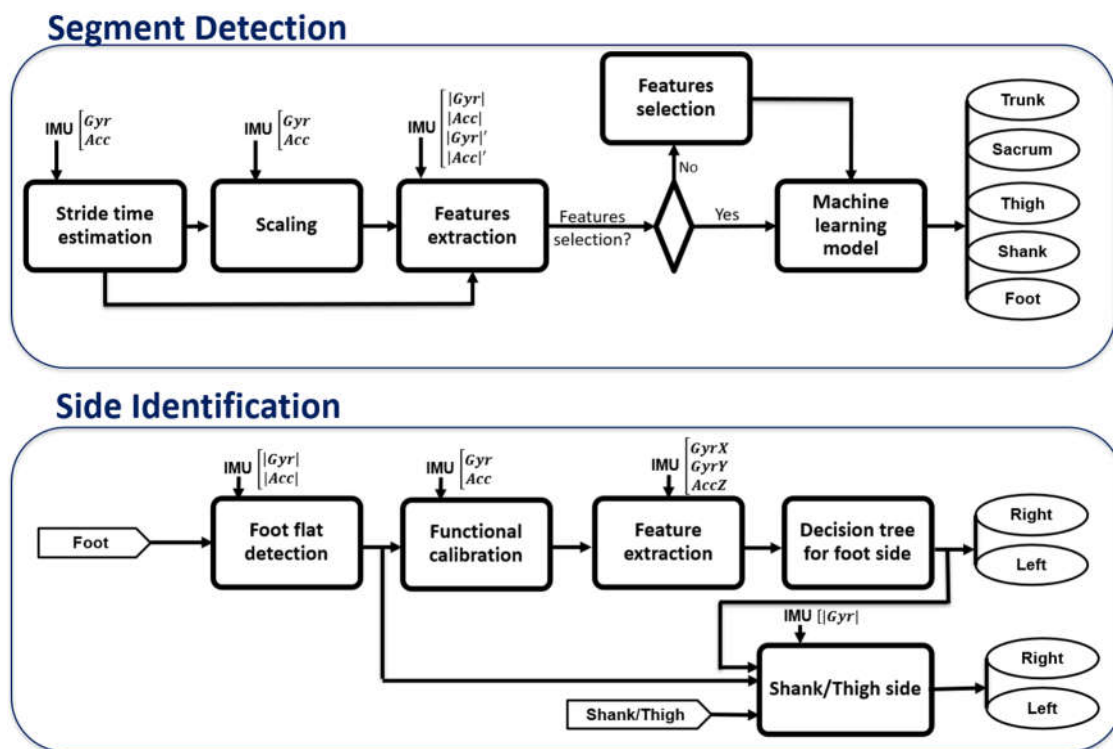 Segment Detection
IMU
Gyr
Acc
IMU
Gyr
Acc
IMU
|Gyr|
|Acc|
|Gyr|'
|Acc|'
Features
selection
Stride time
estimation
Scaling
Features
extraction
Features
selection?
No
Yes
Machine
learning
model
Trunk
Sacrum
Thigh
Shank
Foot
Side Identification
IMU
|Gyr|
|Acc|
IMU
Gyr
Acc
IMU
GyrX
GyrY
AccZ
Foot
Foot flat
detection
Functional
calibration
Feature
extraction
Decision tree
for foot side
Right
Left
IMU [|Gyr|
Shank/Thigh
Shank/Thigh side
Right
Left